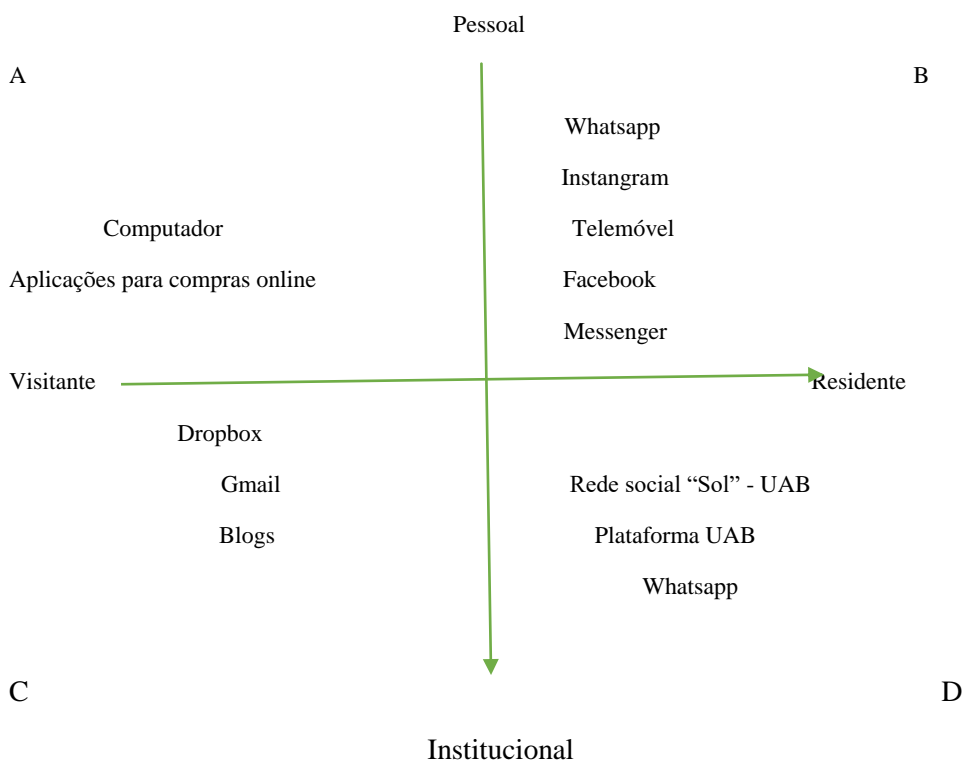 Pessoal
A B
Whatsapp
Instangram
Computador Telemóvel
Aplicações para compras online Facebook
Messenger
Visitante Residente
Dropbox
Gmail Rede social “Sol” - UAB
Blogs Plataforma UAB
Whatsapp
C D
Institucional